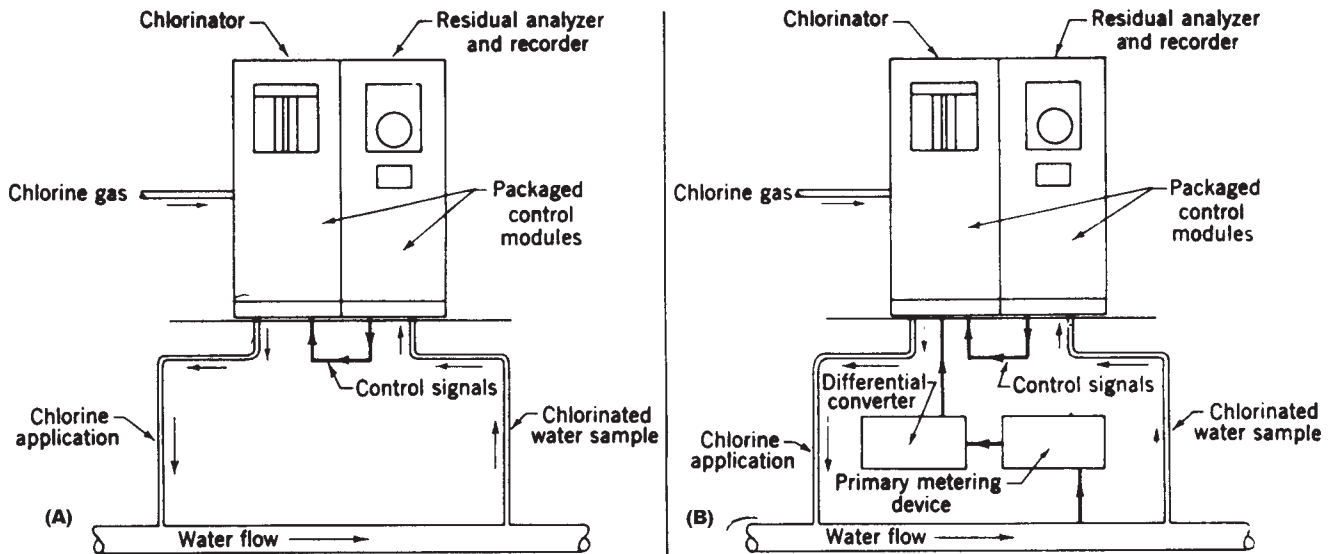 Chlorinator
Residual analyzer
and recorder
Chlorine gas
Packaged
control
modules
Control signals
Chlorine
application
Chlorinated
water sample
(A)
Water flow
Chlorinator
Residual analyzer
and recorder
Chlorine gas
Packaged
control
modules
Differential
converter
Control signals
Chlorine
application
Chlorinated
water sample
Primary metering
device
(B)
Water flow